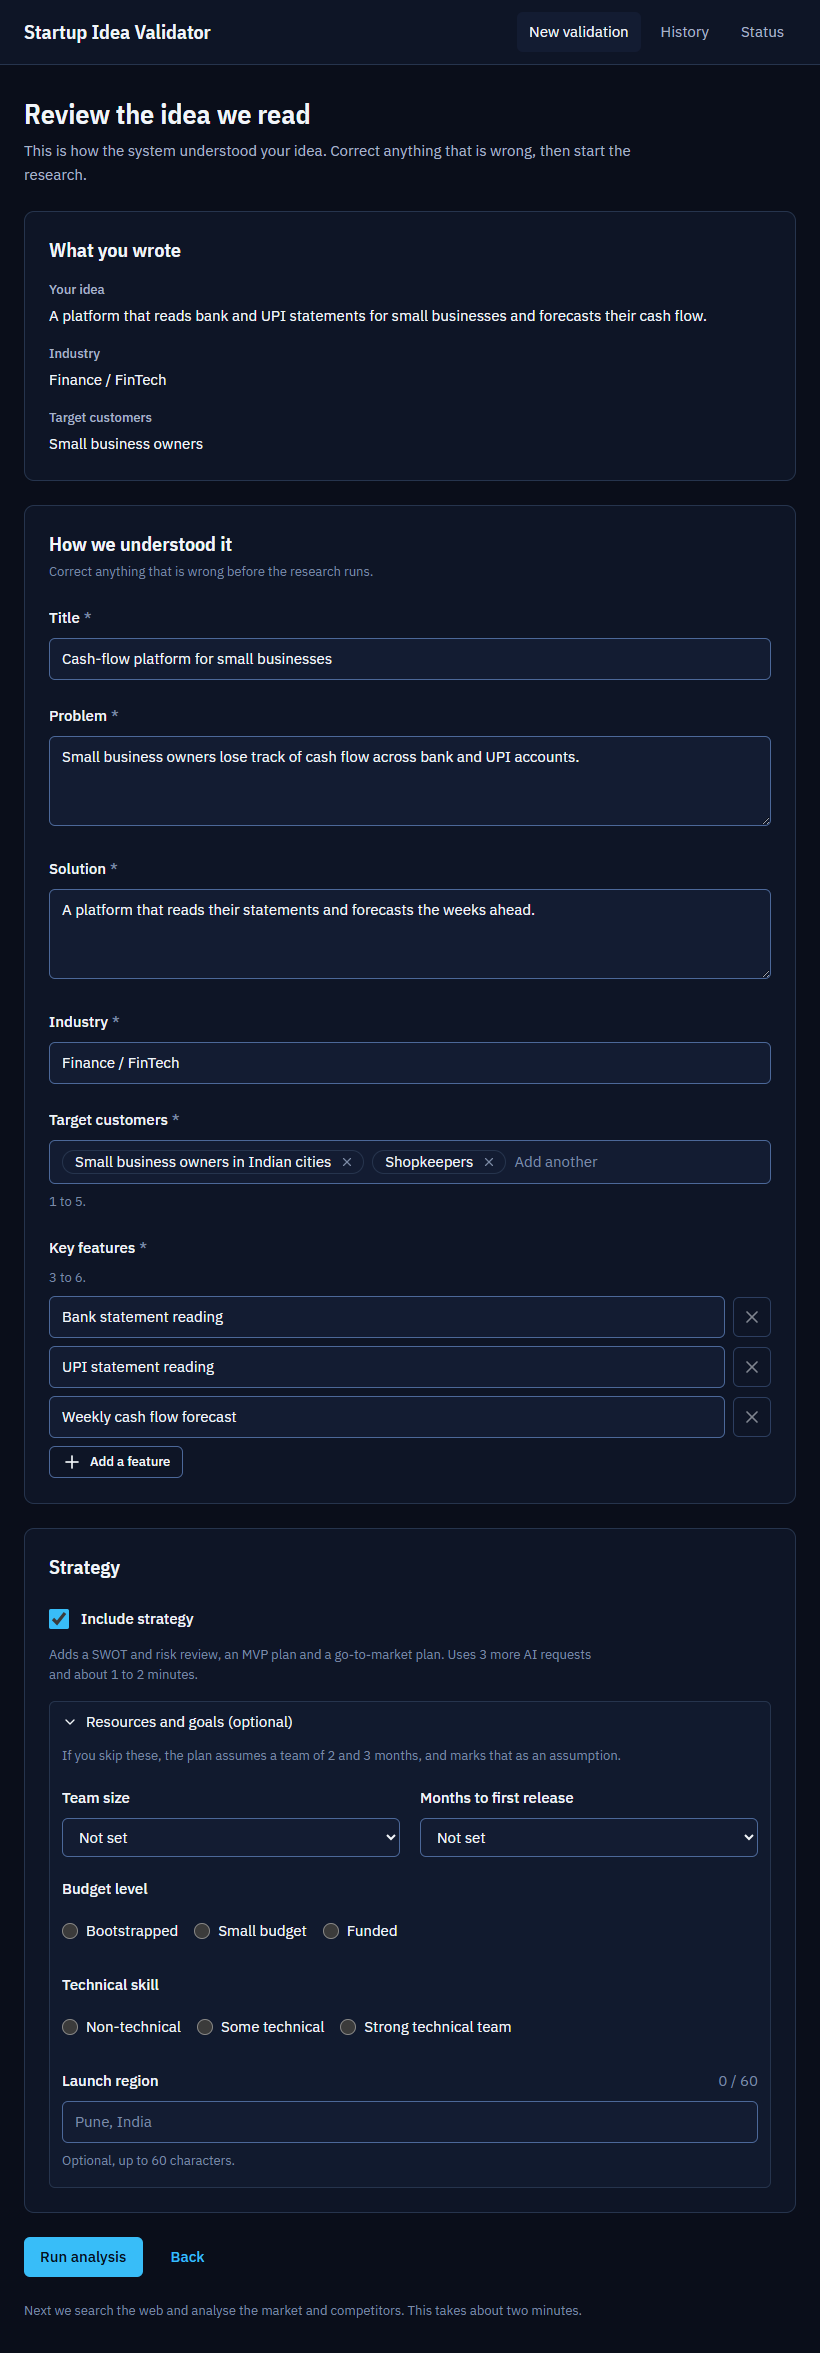 Startup Idea Validator
New validation
History
Status
Review the idea we read
This is how the system understood your idea. Correct anything that is wrong, then start the
research.
What you wrote
Your idea
A platform that reads bank and UPI statements for small businesses and forecasts their cash flow.
Industry
Finance / FinTech
Target customers
Small business owners
How we understood it
Correct anything that is wrong before the research runs.
Title *
Cash-flow platform for small businesses
Problem *
Small business owners lose track of cash flow across bank and UPI accounts.
Solution *
A platform that reads their statements and forecasts the weeks ahead.
Industry *
Finance / FinTech
Target customers *
Small business owners in Indian cities × Shopkeepers × Add another
1 to 5.
Key features *
3 to 6.
Bank statement reading
UPI statement reading
Weekly cash flow forecast
+ Add a feature
Strategy
Include strategy
Adds a SWOT and risk review, an MVP plan and a go-to-market plan. Uses 3 more AI requests
and about 1 to 2 minutes.
Resources and goals (optional)
If you skip these, the plan assumes a team of 2 and 3 months, and marks that as an assumption.
Team size
Months to first release
Not set
Not set
Budget level
Bootstrapped
Small budget
Funded
Technical skill
Non-technical
Some technical
Strong technical team
Launch region
0 / 60
Pune, India
Optional, up to 60 characters.
Run analysis
Back
Next we search the web and analyse the market and competitors. This takes about two minutes.